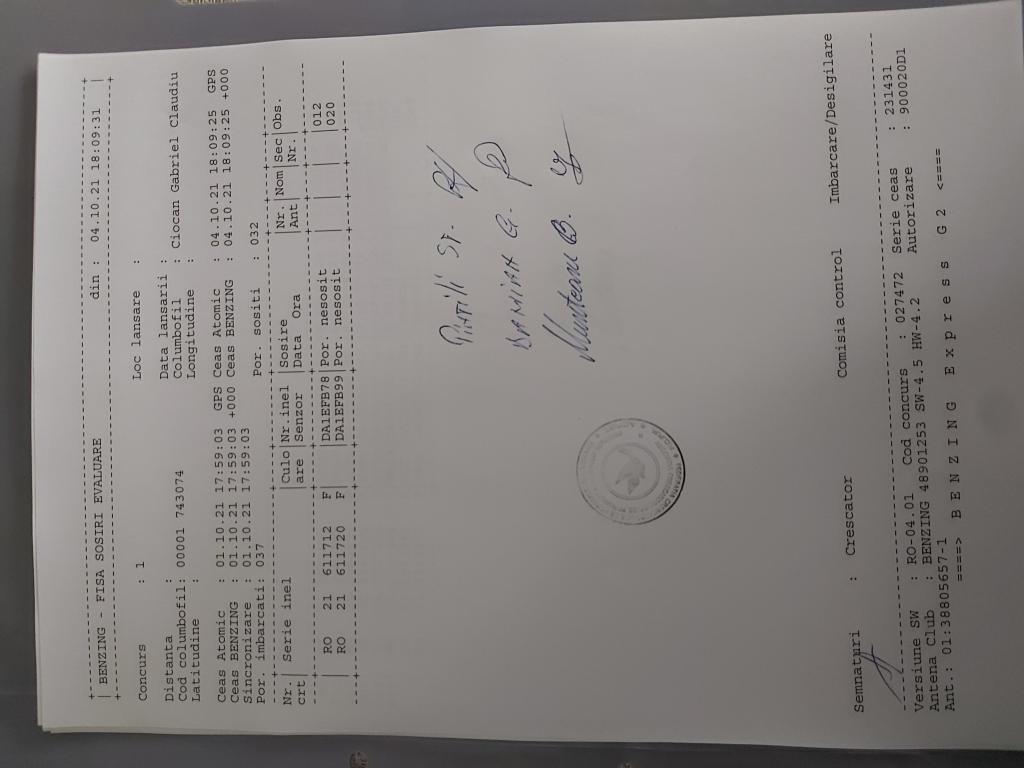 +-----------------------------------------------------------------------------+
| BENZING - FISA SOSIRI EVALUARE din : 04.10.21 18:09:31 |
+-----------------------------------------------------------------------------+
Concurs : 1 Loc lansare :
Distanta : Data lansarii :
Cod columbofil: 00001 743074 Columbofil : Ciocan Gabriel Claudiu
Latitudine : Longitudine :
Ceas Atomic : 01.10.21 17:59:03 GPS Ceas Atomic : 04.10.21 18:09:25 GPS
Ceas BENZING : 01.10.21 17:59:03 +000 Ceas BENZING : 04.10.21 18:09:25 +000
Sincronizare : 01.10.21 17:59:03
Por. imbarcati: 037 Por. sositi : 032
Nr| Serie inel |Culo|Nr.inel |Sosire |Nr.|Nom|Sec|Obs.
crt| |are |Senzor |Data Ora |Ant| |Nr.|
| RO 21 611712 F| |DA1EFB78|Por. nesosit | | | |012
| RO 21 611720 F| |DA1EFB99|Por. nesosit | | | |020
Munteanu B.
Semnaturi : Crescator Comisia control Imbarcare/Desigilare
Versiune SW : RO-04.01 Cod concurs : 027472 Serie ceas : 231431
Antena Club : BENZING 48901253 SW-4.5 HW-4.2 Autorizare : 900020D1
Ant.: 01:38805657-1
====> B E N Z I N G E x p r e s s G 2 <====